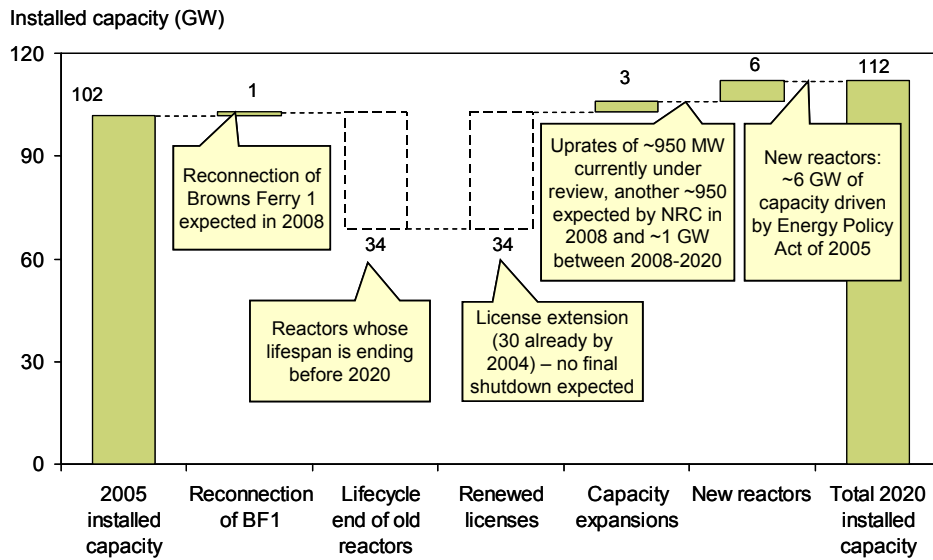 Installed capacity (GW)
120
90
60
30
0
102
1
34
34
3
6
112
Reconnection of
Browns Ferry 1
expected in 2008
Reactors whose
lifespan is ending
before 2020
License extension
(30 already by
2004) – no final
shutdown expected
Uprates of ~950 MW
currently under
review, another ~950
expected by NRC in
2008 and ~1 GW
between 2008-2020
New reactors:
~6 GW of
capacity driven
by Energy Policy
Act of 2005
2005
installed
capacity
Reconnection
of BF1
Lifecycle
end of old
reactors
Renewed
licenses
Capacity
expansions
New reactors
Total 2020
installed
capacity